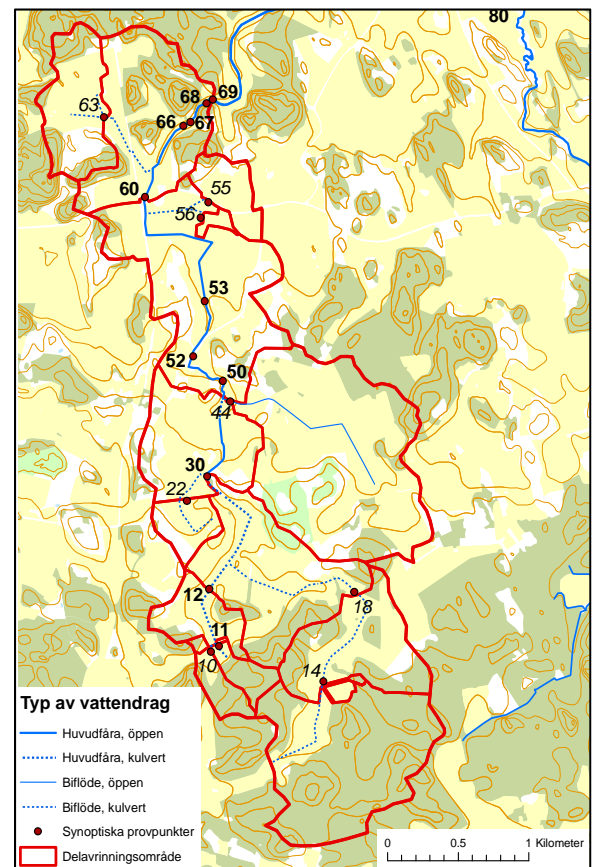 80
69
68
63
66
67
60
55
56
53
52
50
44
30
22
12
18
11
10
14
Typ av vattendrag
Huvudfåra, öppen
Huvudfåra, kulvert
Biflöde, öppen
Biflöde, kulvert
Synoptiska provpunkter
Delavrinningsområde
0 0.5 1 Kilometer